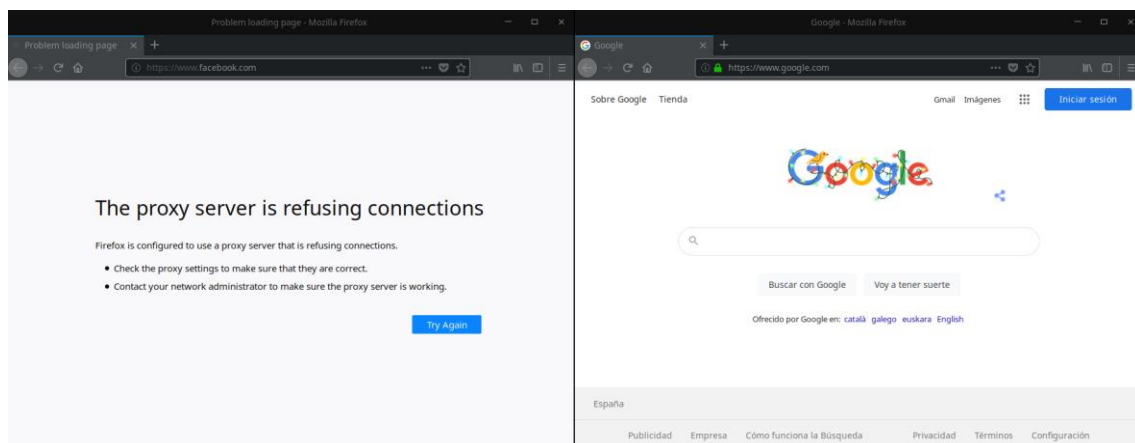 Problem loading page - Mozilla Firefox
Problem loading page
https://www.facebook.com
The proxy server is refusing connections
Firefox is configured to use a proxy server that is refusing connections.
Check the proxy settings to make sure that they are correct.
Contact your network administrator to make sure the proxy server is working.
Try Again
Google - Mozilla Firefox
Google
https://www.google.com
Sobre Google Tienda Gmail Imágenes Iniciar sesión
Google
Buscar con Google Voy a tener suerte
Ofrecido por Google en: català galego euskara English
España
Publicidad Empresa Cómo funciona la Búsqueda Privacidad Términos Configuración